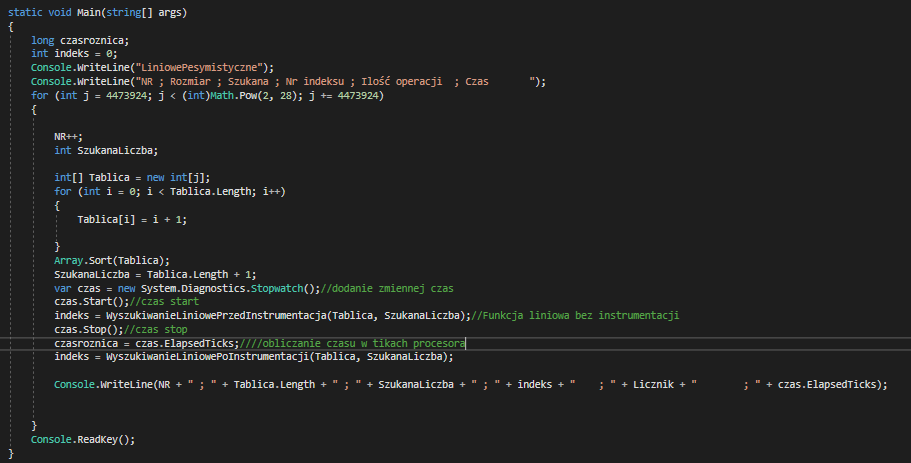 static void Main(string[] args)
{
long czasroznica;
int indeks = 0;
Console.WriteLine("LiniowePesymistyczne");
Console.WriteLine("NR ; Rozmiar ; Szukana ; Nr indeksu ; Ilość operacji  ; Czas       ");
for (int j = 4473924; j < (int)Math.Pow(2, 28); j += 4473924)
{
NR++;
int SzukanaLiczba;
int[] Tablica = new int[j];
for (int i = 0; i < Tablica.Length; i++)
{
Tablica[i] = i + 1;
}
Array.Sort(Tablica);
SzukanaLiczba = Tablica.Length + 1;
var czas = new System.Diagnostics.Stopwatch();//dodanie zmiennej czas
czas.Start();//czas start
indeks = WyszukiwanieLiniowePrzedInstrumentacja(Tablica, SzukanaLiczba);//Funkcja liniowa bez instrumentacji
czas.Stop();//czas stop
czasroznica = czas.ElapsedTicks;////obliczanie czasu w tikach procesora
indeks = WyszukiwanieLiniowePoInstrumentacji(Tablica, SzukanaLiczba);
Console.WriteLine(NR + " ; " + Tablica.Length + " ; " + SzukanaLiczba + " ; " + indeks + "    ; " + Licznik + "        ; " + czas.ElapsedTicks);
}
Console.ReadKey();
}